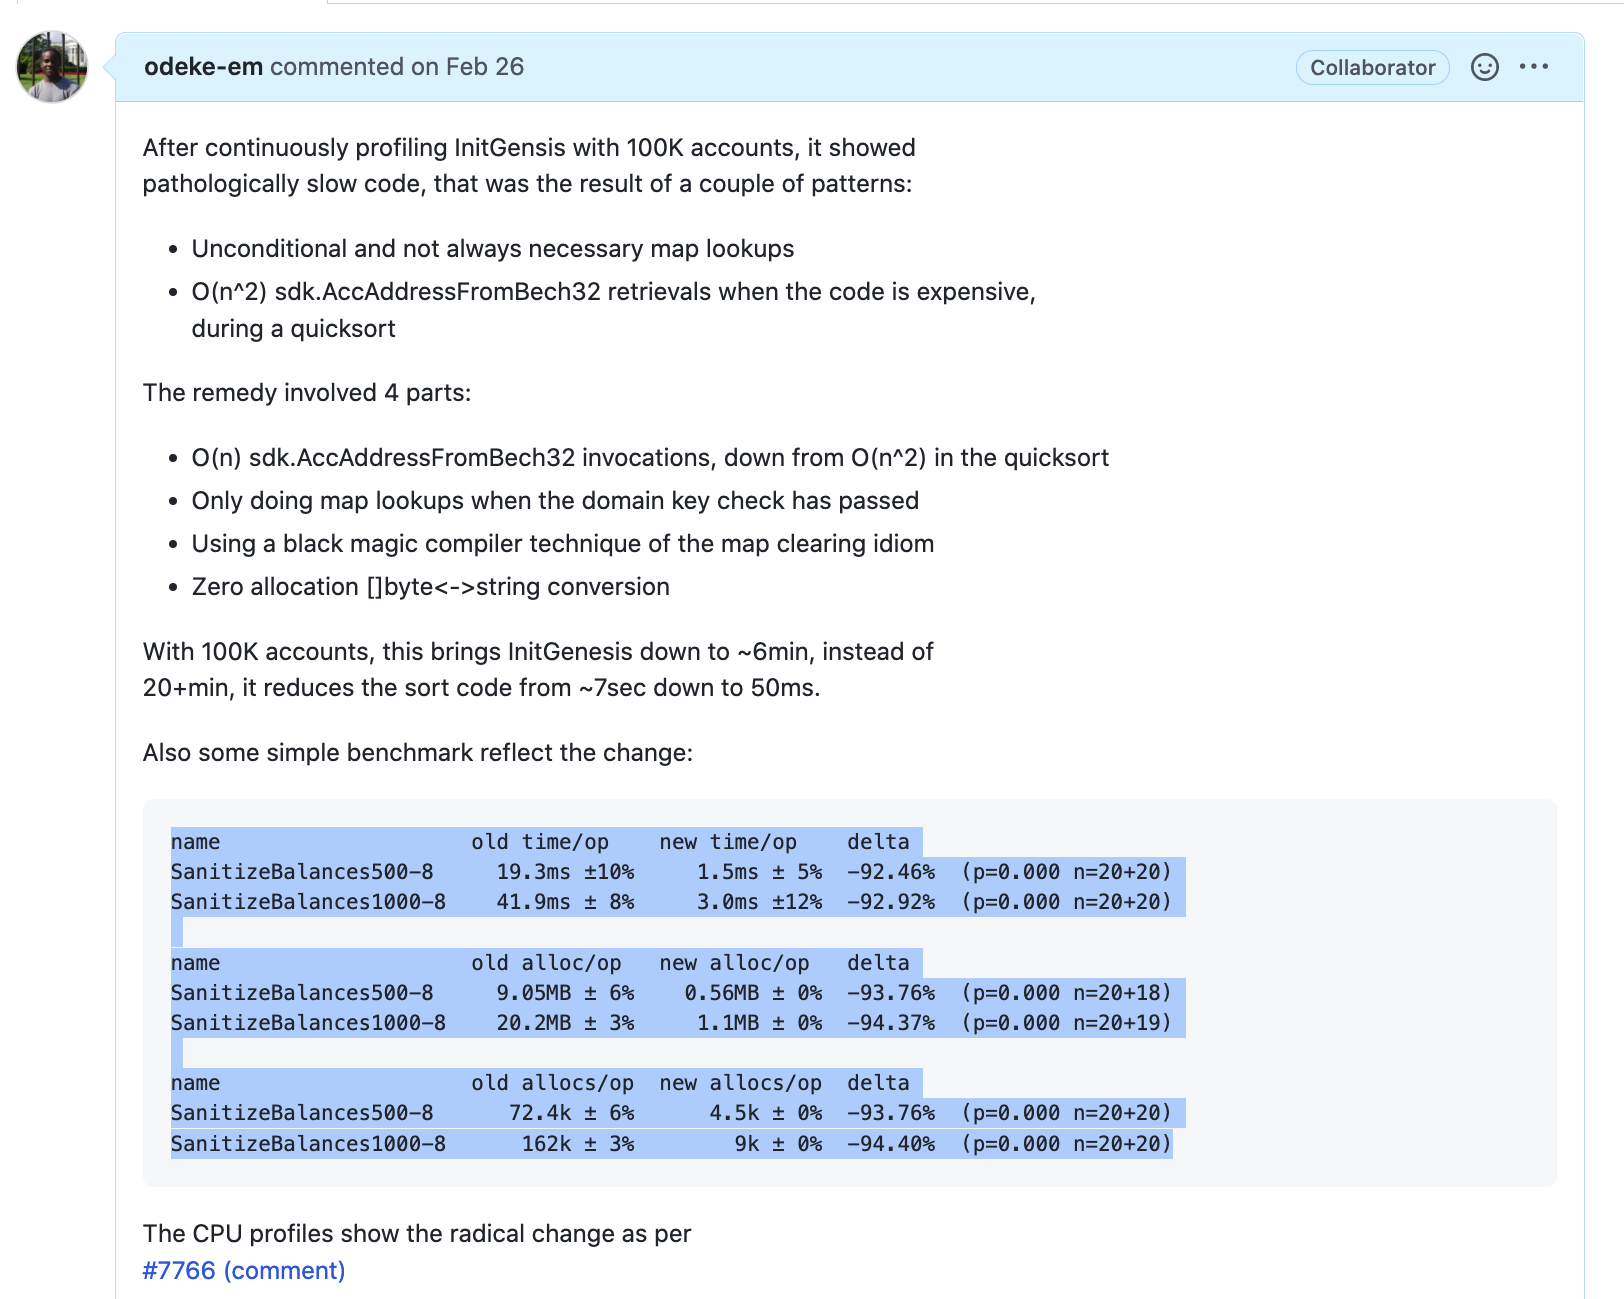 odeke-em commented on Feb 26 Collaborator
After continuously profiling InitGensis with 100K accounts, it showed
pathologically slow code, that was the result of a couple of patterns:
• Unconditional and not always necessary map lookups
• O(n^2) sdk.AccAddressFromBech32 retrievals when the code is expensive,
during a quicksort
The remedy involved 4 parts:
• O(n) sdk.AccAddressFromBech32 invocations, down from O(n^2) in the quicksort
• Only doing map lookups when the domain key check has passed
• Using a black magic compiler technique of the map clearing idiom
• Zero allocation []byte<->string conversion
With 100K accounts, this brings InitGenesis down to ~6min, instead of
20+min, it reduces the sort code from ~7sec down to 50ms.
Also some simple benchmark reflect the change:
name                    old time/op    new time/op    delta
SanitizeBalances500-8     19.3ms ±10%     1.5ms ± 5%  -92.46%  (p=0.000 n=20+20)
SanitizeBalances1000-8    41.9ms ± 8%     3.0ms ±12%  -92.92%  (p=0.000 n=20+20)
name                    old alloc/op   new alloc/op   delta
SanitizeBalances500-8     9.05MB ± 6%    0.56MB ± 0%  -93.76%  (p=0.000 n=20+18)
SanitizeBalances1000-8    20.2MB ± 3%     1.1MB ± 0%  -94.37%  (p=0.000 n=20+19)
name                    old allocs/op  new allocs/op  delta
SanitizeBalances500-8      72.4k ± 6%      4.5k ± 0%  -93.76%  (p=0.000 n=20+20)
SanitizeBalances1000-8      162k ± 3%        9k ± 0%  -94.40%  (p=0.000 n=20+20)
The CPU profiles show the radical change as per
#7766 (comment)